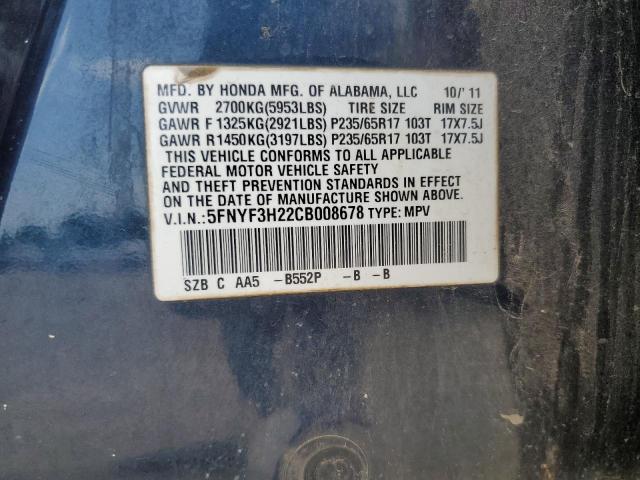 MFD. BY HONDA MFG. OF ALABAMA, LLC 10/'11
GVWR 2700KG(5953LBS) TIRE SIZE RIM SIZE
GAWR F 1325KG(2921LBS) P235/65R17 103T 17X7.5J
GAWR R1450KG(3197LBS) P235/65R17 103T 17X7.5J
THIS VEHICLE CONFORMS TO ALL APPLICABLE
FEDERAL MOTOR VEHICLE SAFETY
AND THEFT PREVENTION STANDARDS IN EFFECT
ON THE DATE OF MANUFACTURE SHOWN ABOVE.
V.I.N.:5FNYF3H22CB008678 TYPE: MPV
SZB C AA5 -B552P -B -B